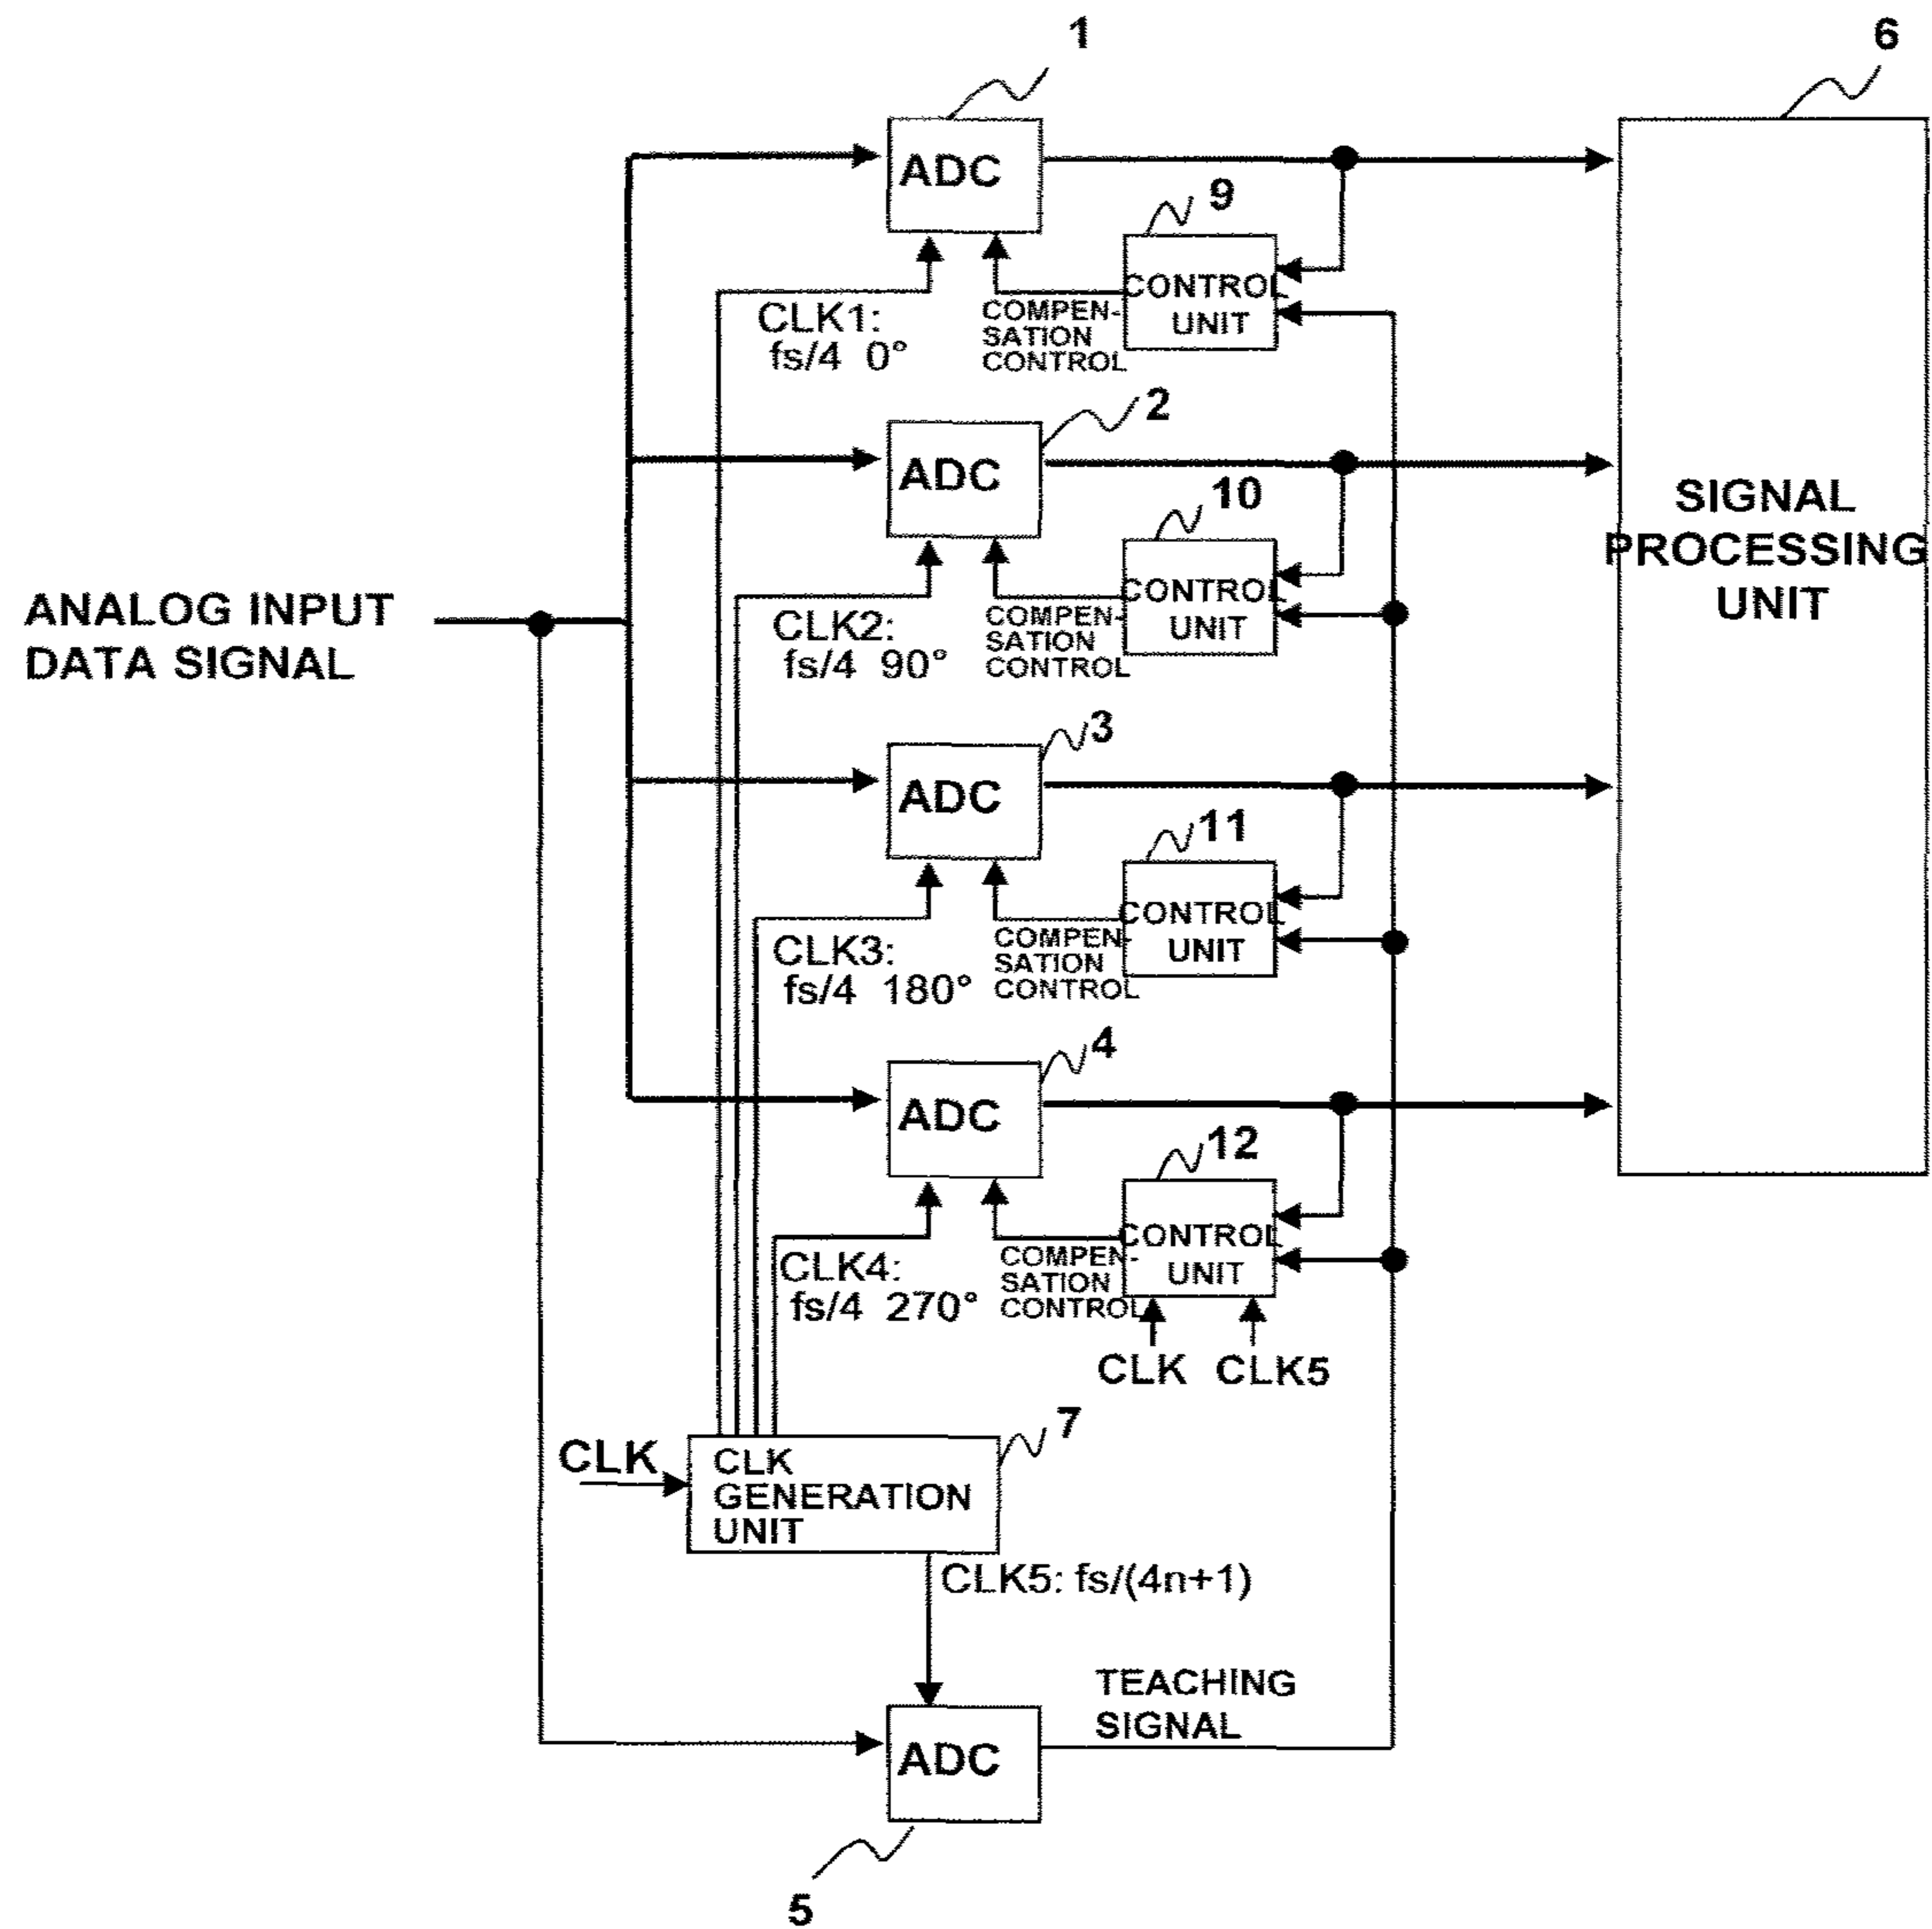 1
6
ADC
9
CONTROL
UNIT
CLK1:
fs/4 0°
COMPEN-
SATION
CONTROL
2
ADC
10
CONTROL
UNIT
SIGNAL
PROCESSING
UNIT
ANALOG INPUT
DATA SIGNAL
CLK2:
fs/4 90°
COMPEN-
SATION
CONTROL
3
ADC
11
CONTROL
UNIT
CLK3:
fs/4 180°
COMPEN-
SATION
CONTROL
4
ADC
12
CONTROL
UNIT
CLK4:
fs/4 270°
COMPEN-
SATION
CONTROL
CLK CLK5
7
CLK
CLK
GENERATION
UNIT
CLK5: fs/(4n+1)
TEACHING
SIGNAL
ADC
5